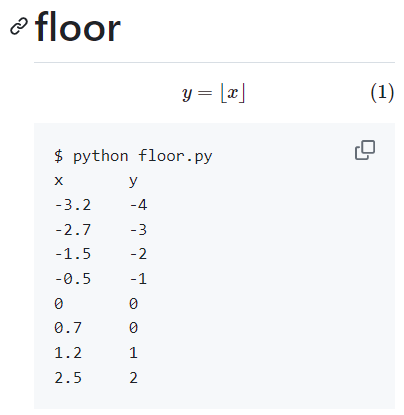 floor
y = ⌊x⌋ (1)
$ python floor.py
x y
-3.2 -4
-2.7 -3
-1.5 -2
-0.5 -1
0 0
0.7 0
1.2 1
2.5 2